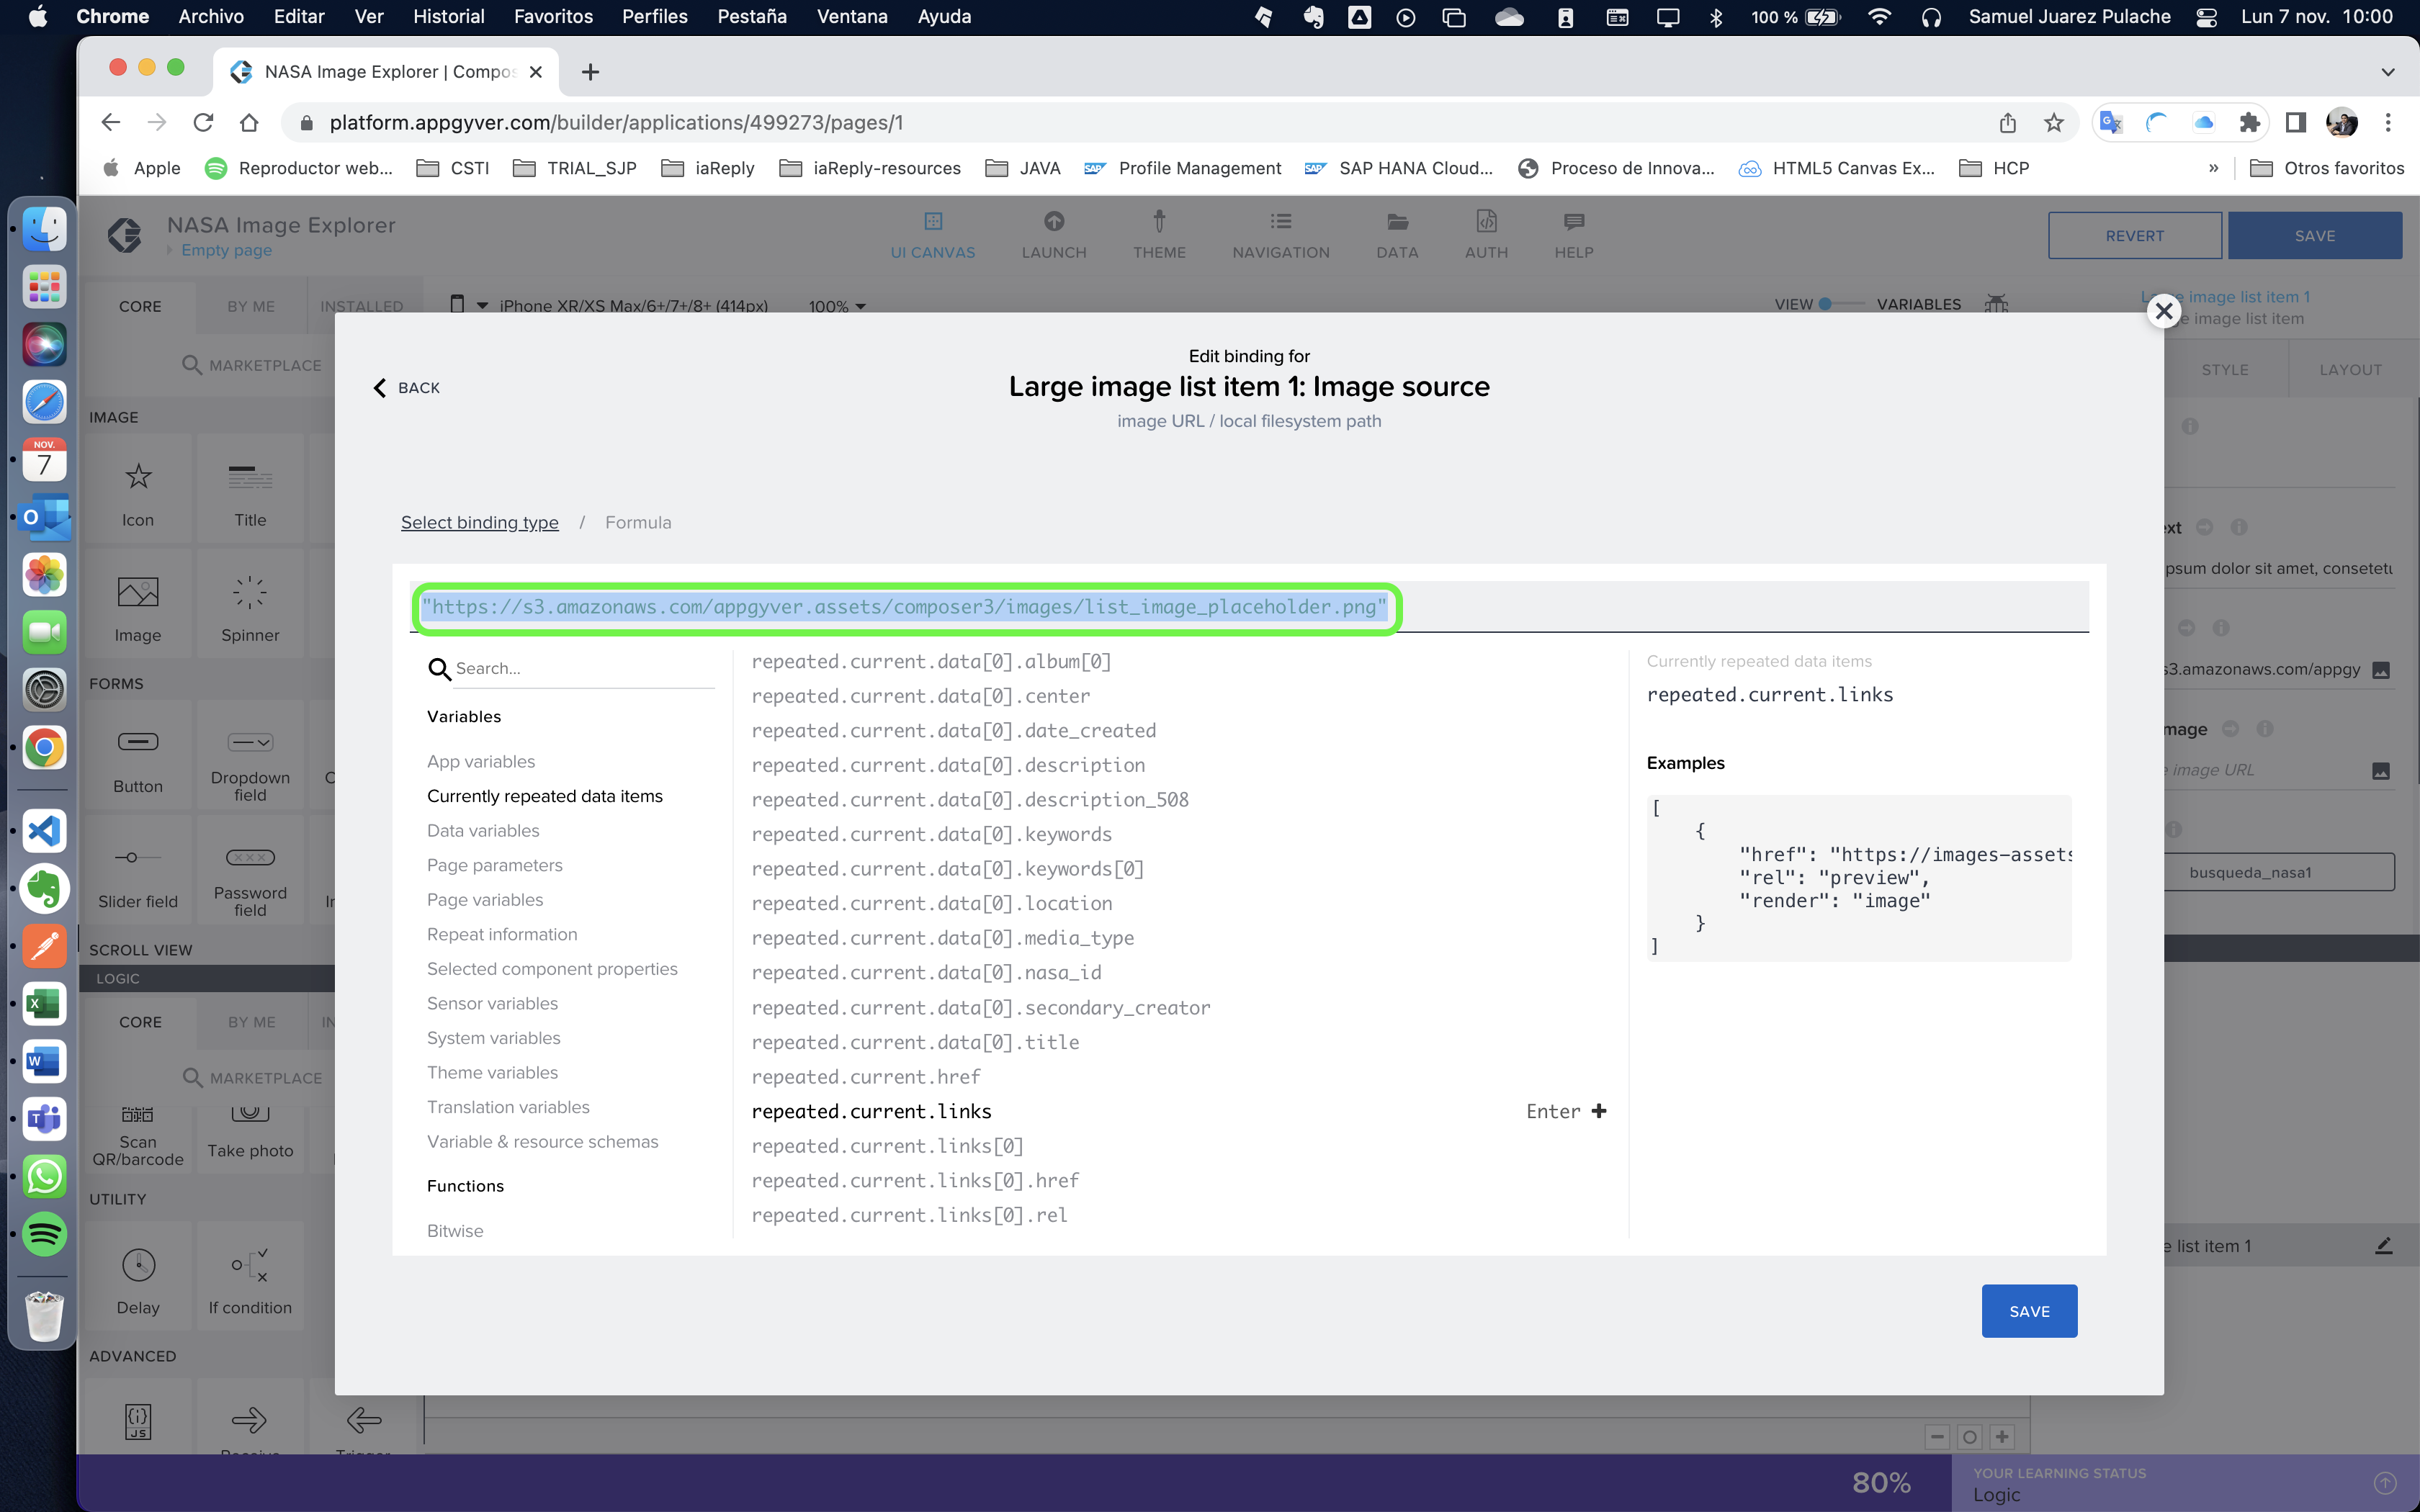 Chrome Archivo Editar Ver Historial Favoritos Perfiles Pestaña Ventana Ayuda 100 % Samuel Juarez Pulache Lun 7 nov. 10:00
NASA Image Explorer | Compos
platform.appgyver.com/builder/applications/499273/pages/1
Apple Reproductor web... CSTI TRIAL_SJP iaReply iaReply-resources JAVA SAP Profile Management SAP SAP HANA Cloud... Proceso de Innova... HTML5 Canvas Ex... HCP » Otros favoritos
NASA Image Explorer
Empty page
UI CANVAS LAUNCH THEME NAVIGATION DATA AUTH HELP
REVERT SAVE
CORE BY ME INSTALLED
iPhone XR/XS Max/6+/7+/8+ (414px) 100%
VIEW VARIABLES
image list item 1
e image list item
MARKETPLACE
STYLE LAYOUT
NOV.
7
IMAGE
Icon Title
Image Spinner
FORMS
Button Dropdown field
Slider field Password field
SCROLL VIEW
LOGIC
CORE BY ME IN
MARKETPLACE
Scan QR/barcode Take photo
UTILITY
Delay If condition
ADVANCED
JS
BACK
Edit binding for
Large image list item 1: Image source
image URL / local filesystem path
Select binding type / Formula
"https://s3.amazonaws.com/appgyver.assets/composer3/images/list_image_placeholder.png"
Search...
Variables
App variables
Currently repeated data items
Data variables
Page parameters
Page variables
Repeat information
Selected component properties
Sensor variables
System variables
Theme variables
Translation variables
Variable & resource schemas
Functions
Bitwise
repeated.current.data[0].album[0]
repeated.current.data[0].center
repeated.current.data[0].date_created
repeated.current.data[0].description
repeated.current.data[0].description_508
repeated.current.data[0].keywords
repeated.current.data[0].keywords[0]
repeated.current.data[0].location
repeated.current.data[0].media_type
repeated.current.data[0].nasa_id
repeated.current.data[0].secondary_creator
repeated.current.data[0].title
repeated.current.href
repeated.current.links Enter +
repeated.current.links[0]
repeated.current.links[0].href
repeated.current.links[0].rel
Currently repeated data items
repeated.current.links
Examples
[
{
"href": "https://images-assets
"rel": "preview",
"render": "image"
}
]
SAVE
ext
psum dolor sit amet, consetetu
s3.amazonaws.com/appgy
mage
e image URL
busqueda_nasa1
e list item 1
80%
YOUR LEARNING STATUS
Logic